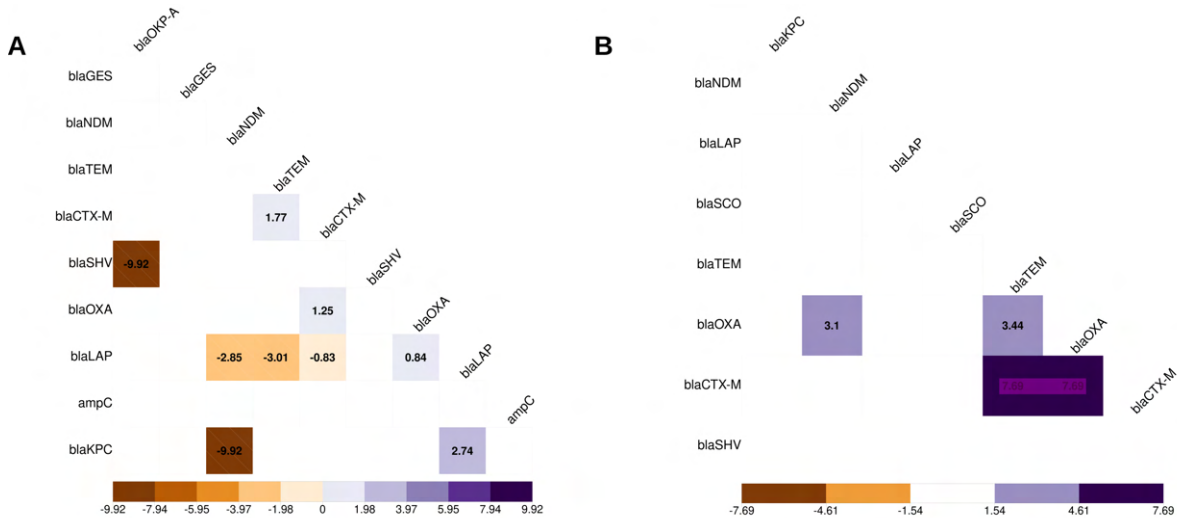 A
blaOKP-A
blaGES
blaGES
blaNDM
blaNDM
blaTEM
blaTEM
blaCTX-M
1.77
blaCTX-M
blaSHV
-9.92
blaSHV
blaOXA
1.25
blaOXA
blaLAP
-2.85 -3.01 -0.83 0.84
blaLAP
ampC
ampC
blaKPC
-9.92 2.74
-9.92 -7.94 -5.95 -3.97 -1.98 0 1.98 3.97 5.95 7.94 9.92
B
blaKPC
blaNDM
blaNDM
blaLAP
blaLAP
blaSCO
blaSCO
blaTEM
blaTEM
blaOXA
3.1 3.44
blaOXA
blaCTX-M
7.69
blaCTX-M
blaSHV
-7.69 -4.61 -1.54 1.54 4.61 7.69